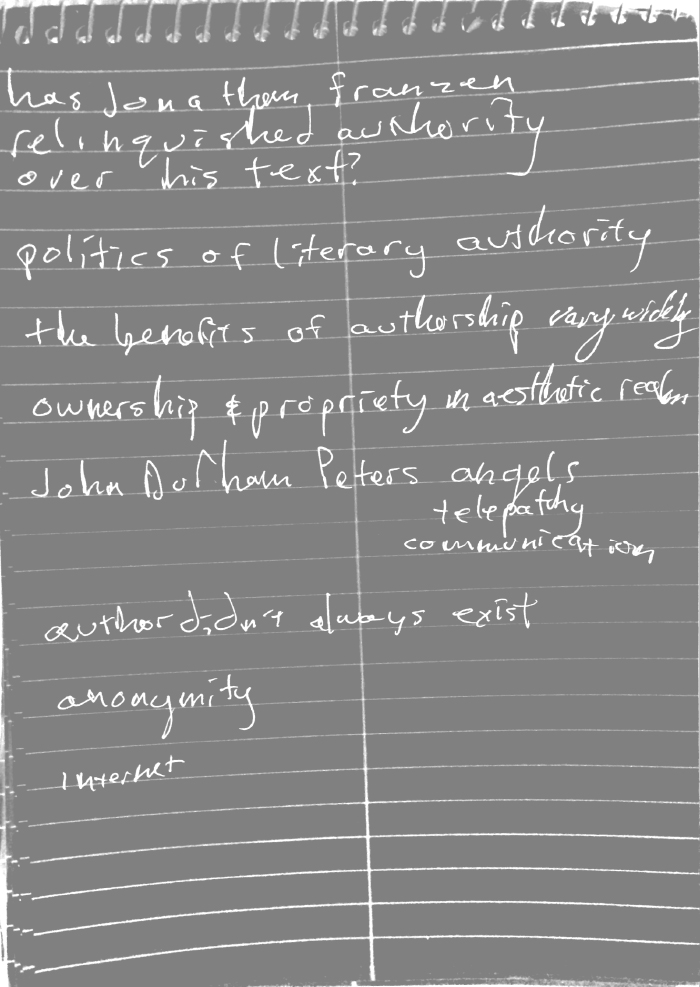 has Jonathan franzen
relinquished authority
over his text?
politics of literary authority
the benefits of authorship vary widely
ownership & propriety in aesthetic realm
John Durham Peters angels
telepathy
communication
author didn't always exist
anonymity
Internet